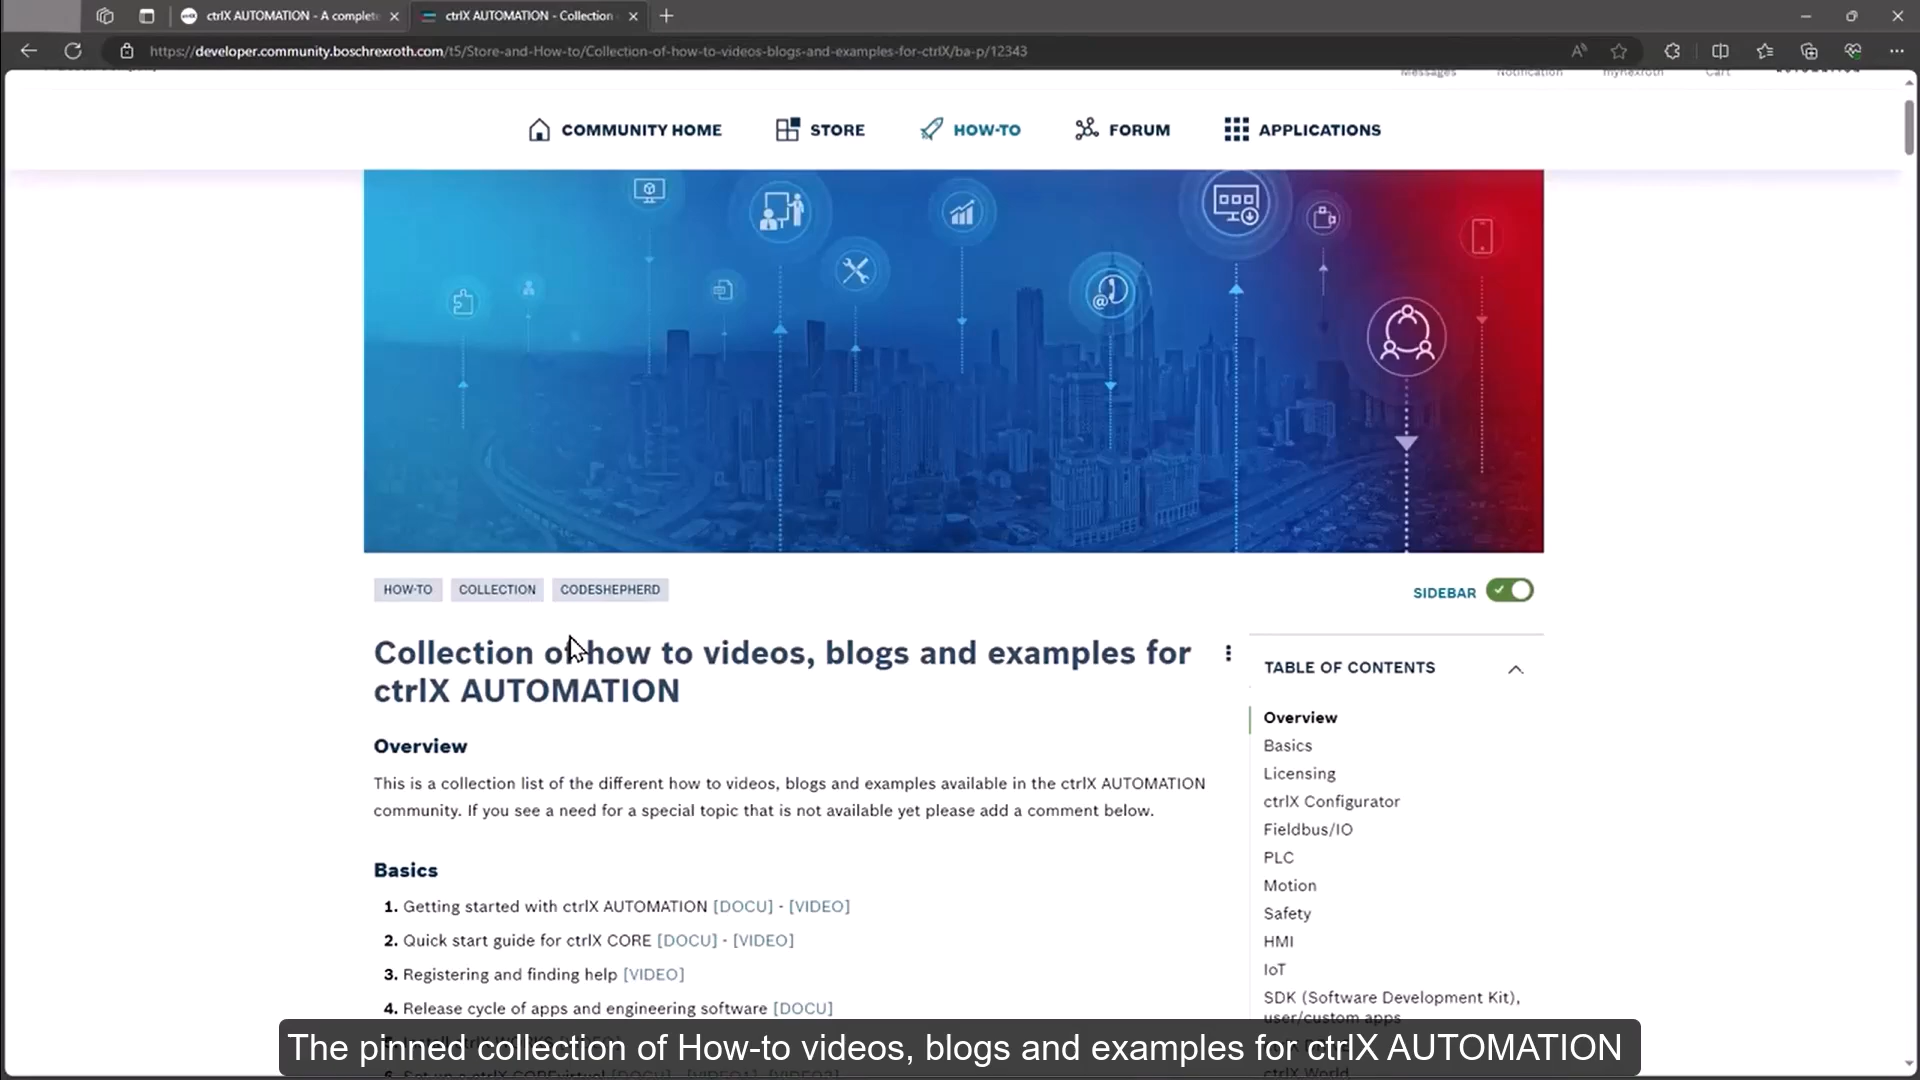 ctrlX AUTOMATION - A complete
ctrlX AUTOMATION - Collection
https://developer.community.boschrexroth.com/t5/Store-and-How-to/Collection-of-how-to-videos-blogs-and-examples-for-ctrlX/ba-p/12343
Messages Notification myRexroth Cart
COMMUNITY HOME STORE HOW-TO FORUM APPLICATIONS
HOW-TO COLLECTION CODESHEPHERD
SIDEBAR
Collection of how to videos, blogs and examples for
ctrlX AUTOMATION
Overview
This is a collection list of the different how to videos, blogs and examples available in the ctrlX AUTOMATION
community. If you see a need for a special topic that is not available yet please add a comment below.
Basics
1. Getting started with ctrlX AUTOMATION [DOCU] - [VIDEO]
2. Quick start guide for ctrlX CORE [DOCU] - [VIDEO]
3. Registering and finding help [VIDEO]
4. Release cycle of apps and engineering software [DOCU]
TABLE OF CONTENTS
Overview
Basics
Licensing
ctrlX Configurator
Fieldbus/IO
PLC
Motion
Safety
HMI
IoT
SDK (Software Development Kit),
user/custom apps
ctrlX World
The pinned collection of How-to videos, blogs and examples for ctrlX AUTOMATION